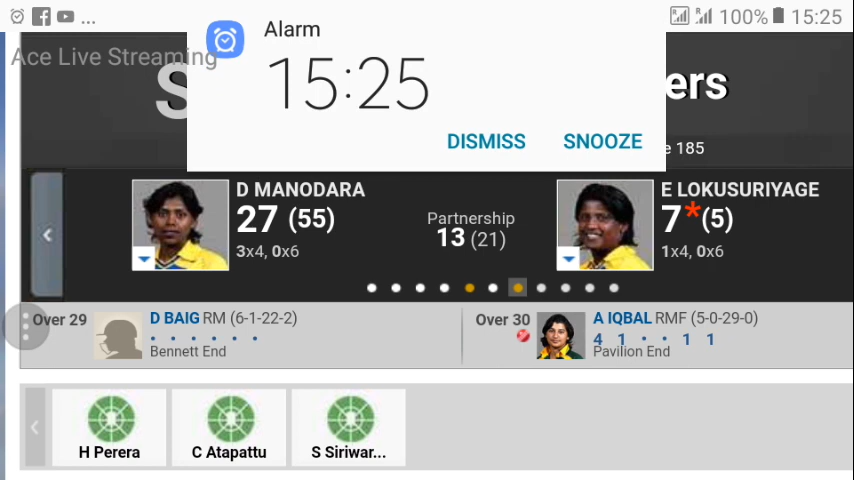 ... 100% 15:25
Alarm
15:25
DISMISS SNOOZE
Ace Live Streaming
S ers
e 185
D MANODARA
27 (55)
3x4, 0x6
Partnership
13 (21)
E LOKUSURIYAGE
7*(5)
1x4, 0x6
Over 29
D BAIG RM (6-1-22-2)
• • • • • •
Bennett End
Over 30
A IQBAL RMF (5-0-29-0)
4 1 • • 1 1
Pavilion End
H Perera
C Atapattu
S Siriwar...